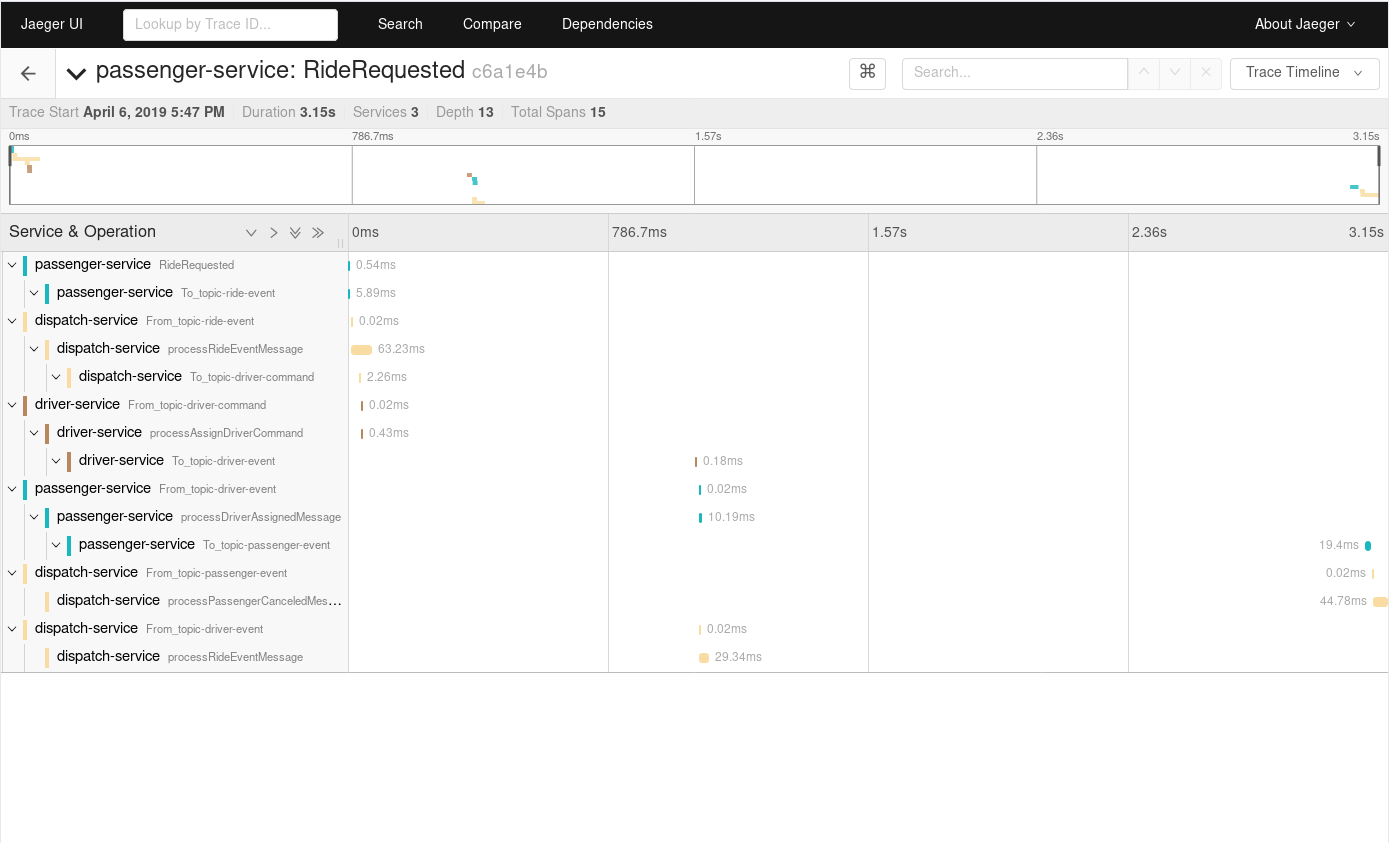 Jaeger UI Lookup by Trace ID... Search Compare Dependencies About Jaeger
passenger-service: RideRequested c6a1e4b ⌘ Search... Trace Timeline
Trace Start April 6, 2019 5:47 PM Duration 3.15s Services 3 Depth 13 Total Spans 15
0ms 786.7ms 1.57s 2.36s 3.15s
Service & Operation 0ms 786.7ms 1.57s 2.36s 3.15s
passenger-service RideRequested 0.54ms
passenger-service To_topic-ride-event 5.89ms
dispatch-service From_topic-ride-event 0.02ms
dispatch-service processRideEventMessage 63.23ms
dispatch-service To_topic-driver-command 2.26ms
driver-service From_topic-driver-command 0.02ms
driver-service processAssignDriverCommand 0.43ms
driver-service To_topic-driver-event 0.18ms
passenger-service From_topic-driver-event 0.02ms
passenger-service processDriverAssignedMessage 10.19ms
passenger-service To_topic-passenger-event 19.4ms
dispatch-service From_topic-passenger-event 0.02ms
dispatch-service processPassengerCanceledMes... 44.78ms
dispatch-service From_topic-driver-event 0.02ms
dispatch-service processRideEventMessage 29.34ms